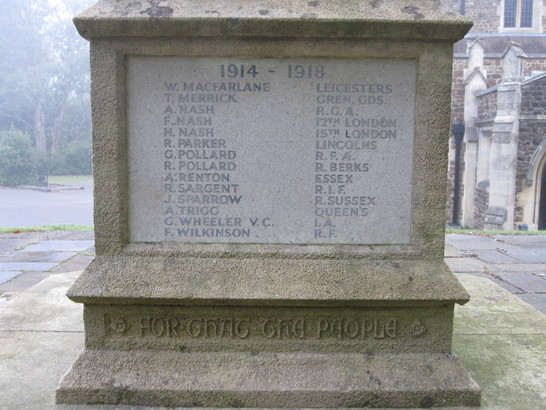 1914 - 1918
W. MACFARLANE LEICESTERS
T. MERRICK GREN. GDS.
A. NASH R.G.A.
F. NASH 22TH LONDON
H. NASH 15TH LONDON
R. PARKER LINCOLNS
G. POLLARD R.F.A.
R. POLLARD R. BERKS
A. RENTON ESSEX
R. SARGENT R.I.F.
J. SPARROW R. SUSSEX
A. TRIGG QUEEN'S
G. WHEELER V.C. I.A.
F. WILKINSON R.F.
FOR THAT THE PEOPLE